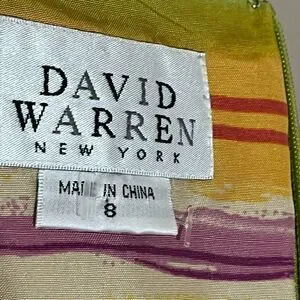 DAVID
WARREN
NEW YORK
MADE IN CHINA
8